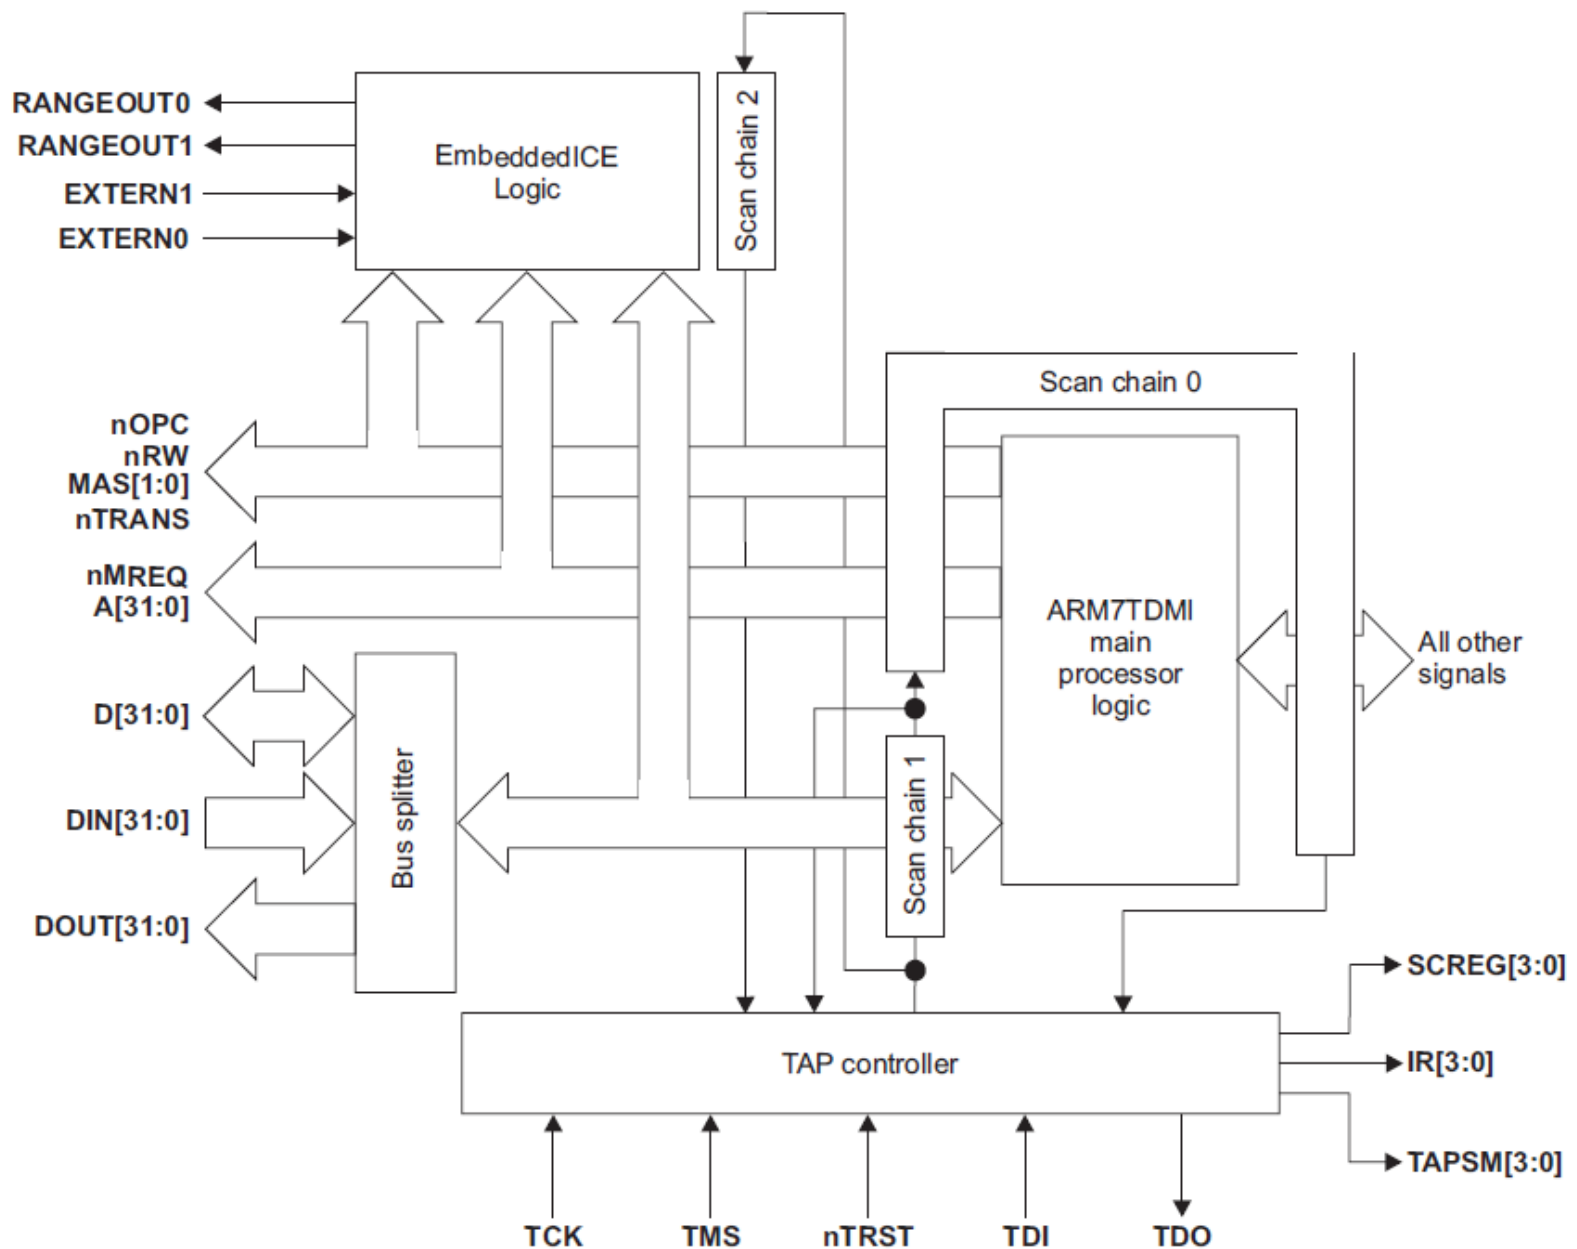 RANGEOUT0
RANGEOUT1
EXTERN1
EXTERN0
EmbeddedICE
Logic
Scan chain 2
Scan chain 0
nOPC
nRW
MAS[1:0]
nTRANS
nMREQ
A[31:0]
ARM7TDMI
main
processor
logic
All other
signals
D[31:0]
DIN[31:0]
DOUT[31:0]
Bus splitter
Scan chain 1
SCREG[3:0]
IR[3:0]
TAPSM[3:0]
TAP controller
TCK
TMS
nTRST
TDI
TDO